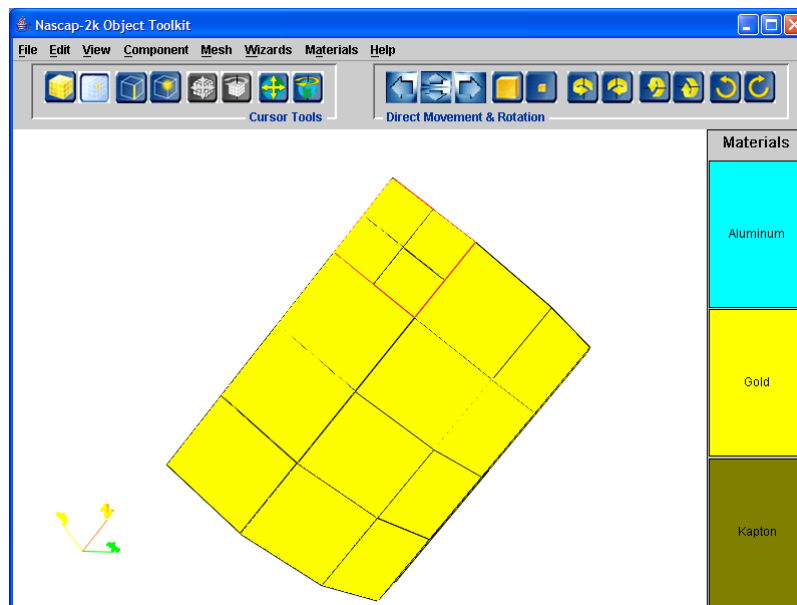 Nascap-2k Object Toolkit
File Edit View Component Mesh Wizards Materials Help
Cursor Tools
Direct Movement & Rotation
Materials
Aluminum
Gold
Kapton